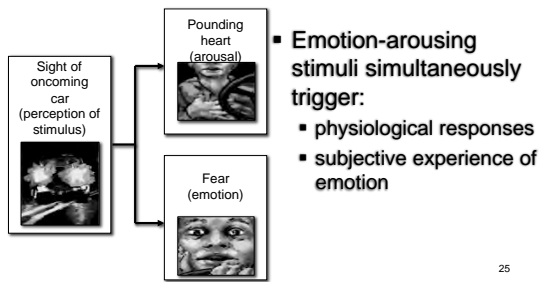 Sight of
oncoming
car
(perception of
stimulus)
Pounding
heart
(arousal)
Fear
(emotion)
▪ Emotion-arousing
stimuli simultaneously
trigger:
▪ physiological responses
▪ subjective experience of
emotion
25